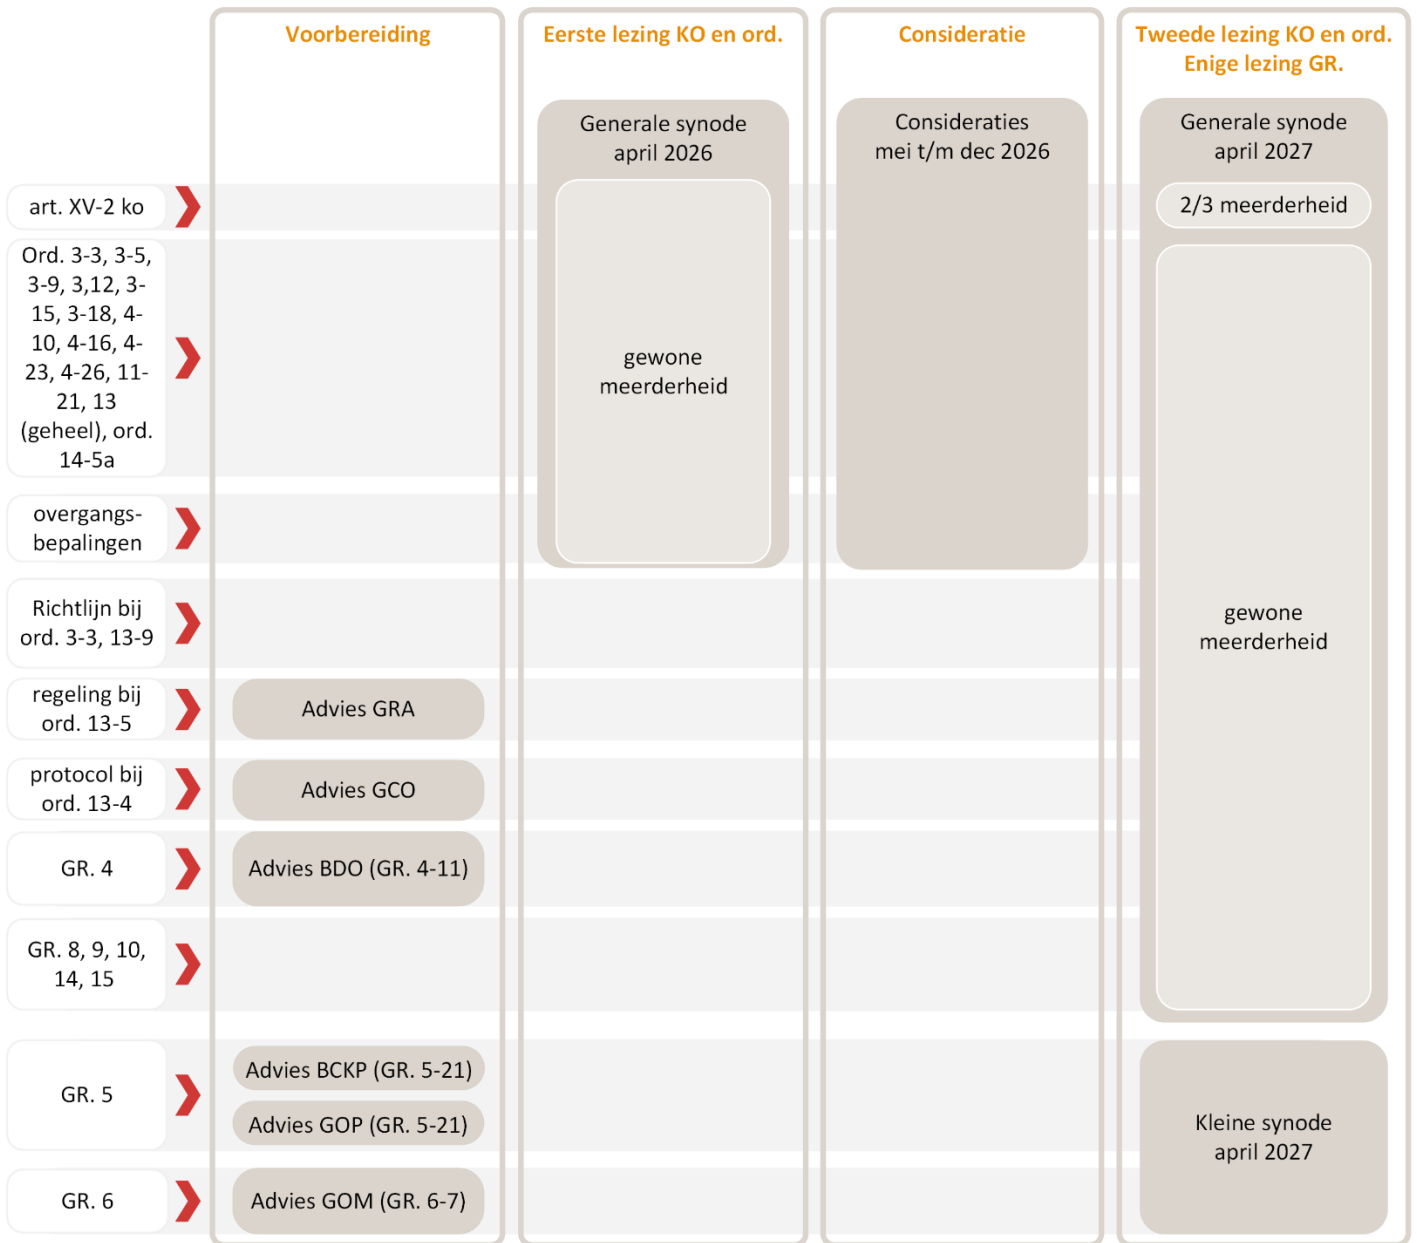 Voorbereiding
Eerste lezing KO en ord.
Consideratie
Tweede lezing KO en ord.
Enige lezing GR.
Generale synode
april 2026
Consideraties
mei t/m dec 2026
Generale synode
april 2027
art. XV-2 ko
2/3 meerderheid
Ord. 3-3, 3-5,
3-9, 3,12, 3-
15, 3-18, 4-
10, 4-16, 4-
23, 4-26, 11-
21, 13
(geheel), ord.
14-5a
gewone
meerderheid
overgangs-
bepalingen
Richtlijn bij
ord. 3-3, 13-9
gewone
meerderheid
regeling bij
ord. 13-5
Advies GRA
protocol bij
ord. 13-4
Advies GCO
GR. 4
Advies BDO (GR. 4-11)
GR. 8, 9, 10,
14, 15
GR. 5
Advies BCKP (GR. 5-21)
Advies GOP (GR. 5-21)
Kleine synode
april 2027
GR. 6
Advies GOM (GR. 6-7)